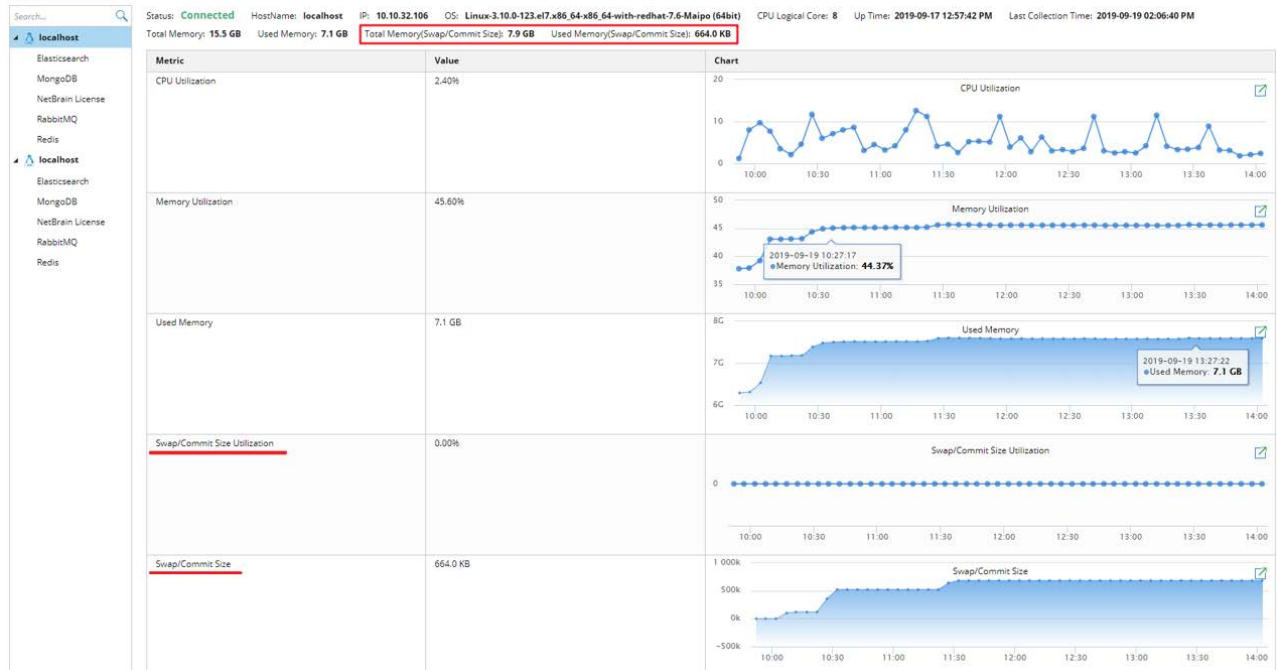 Search...
localhost
Elasticsearch
MongoDB
NetBrain License
RabbitMQ
Redis
localhost
Elasticsearch
MongoDB
NetBrain License
RabbitMQ
Redis
Status: Connected HostName: localhost IP: 10.10.32.106 OS: Linux-3.10.0-123.el7.x86_64-x86_64-with-redhat-7.6-Maipo (64bit) CPU Logical Core: 8 Up Time: 2019-09-17 12:57:42 PM Last Collection Time: 2019-09-19 02:06:40 PM
Total Memory: 15.5 GB Used Memory: 7.1 GB Total Memory(Swap/Commit Size): 7.9 GB Used Memory(Swap/Commit Size): 664.0 KB
Metric Value Chart
CPU Utilization 2.40%
CPU Utilization
20
10
0
10:00 10:30 11:00 11:30 12:00 12:30 13:00 13:30 14:00
Memory Utilization 45.60%
Memory Utilization
50
45
40
35
2019-09-19 10:27:17
Memory Utilization: 44.37%
10:00 10:30 11:00 11:30 12:00 12:30 13:00 13:30 14:00
Used Memory 7.1 GB
Used Memory
8G
7G
6G
2019-09-19 13:27:22
Used Memory: 7.1 GB
10:00 10:30 11:00 11:30 12:00 12:30 13:00 13:30 14:00
Swap/Commit Size Utilization 0.00%
Swap/Commit Size Utilization
0
10:00 10:30 11:00 11:30 12:00 12:30 13:00 13:30 14:00
Swap/Commit Size 664.0 KB
Swap/Commit Size
1 000k
500k
0k
-500k
10:00 10:30 11:00 11:30 12:00 12:30 13:00 13:30 14:00